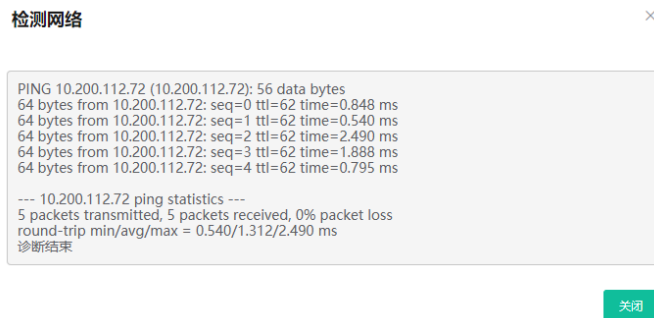 检测网络
×
PING 10.200.112.72 (10.200.112.72): 56 data bytes
64 bytes from 10.200.112.72: seq=0 ttl=62 time=0.848 ms
64 bytes from 10.200.112.72: seq=1 ttl=62 time=0.540 ms
64 bytes from 10.200.112.72: seq=2 ttl=62 time=2.490 ms
64 bytes from 10.200.112.72: seq=3 ttl=62 time=1.888 ms
64 bytes from 10.200.112.72: seq=4 ttl=62 time=0.795 ms
--- 10.200.112.72 ping statistics ---
5 packets transmitted, 5 packets received, 0% packet loss
round-trip min/avg/max = 0.540/1.312/2.490 ms
诊断结束
关闭